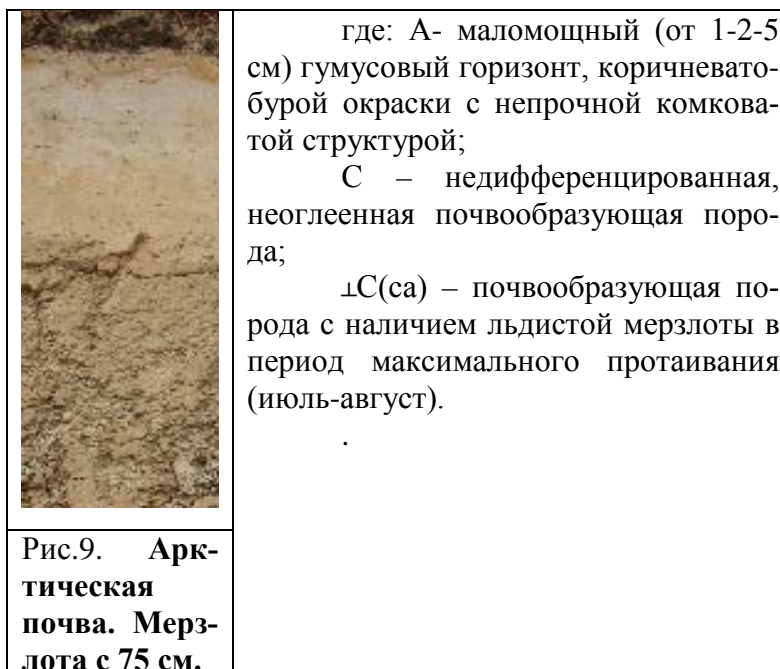 где: А- маломощный (от 1-2-5
см) гумусовый горизонт, коричневато-
бурой окраски с непрочной комкова-
той структурой;
С – недифференцированная,
неоглеенная почвообразующая поро-
да;
⊥С(са) – почвообразующая по-
рода с наличием льдистой мерзлоты в
период максимального протаивания
(июль-август).
.
Рис.9. Арк-
тическая
почва. Мерз-
лота с 75 см.